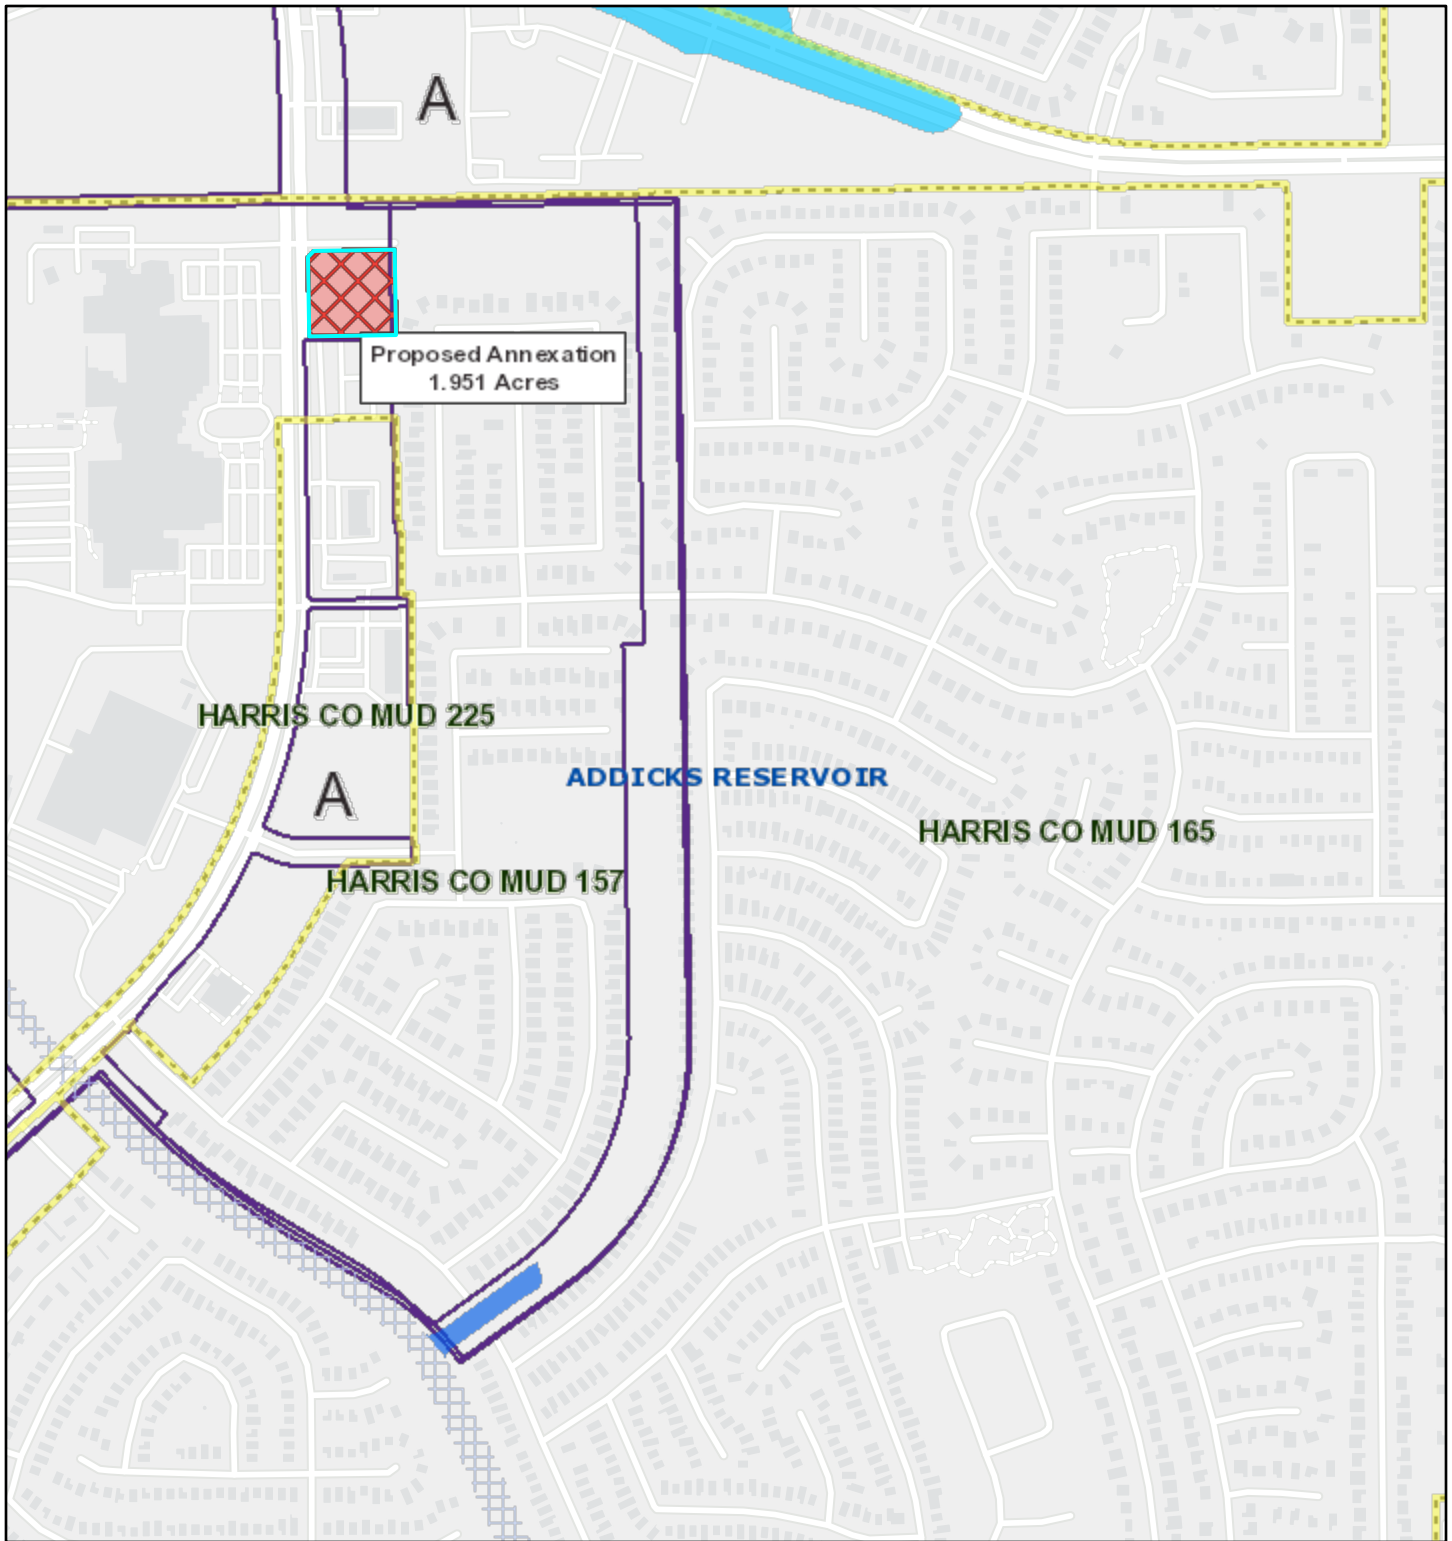 A
Proposed Annexation
1.951 Acres
HARRIS CO MUD 225
ADDICKS RESERVOIR
A
HARRIS CO MUD 165
HARRIS CO MUD 157